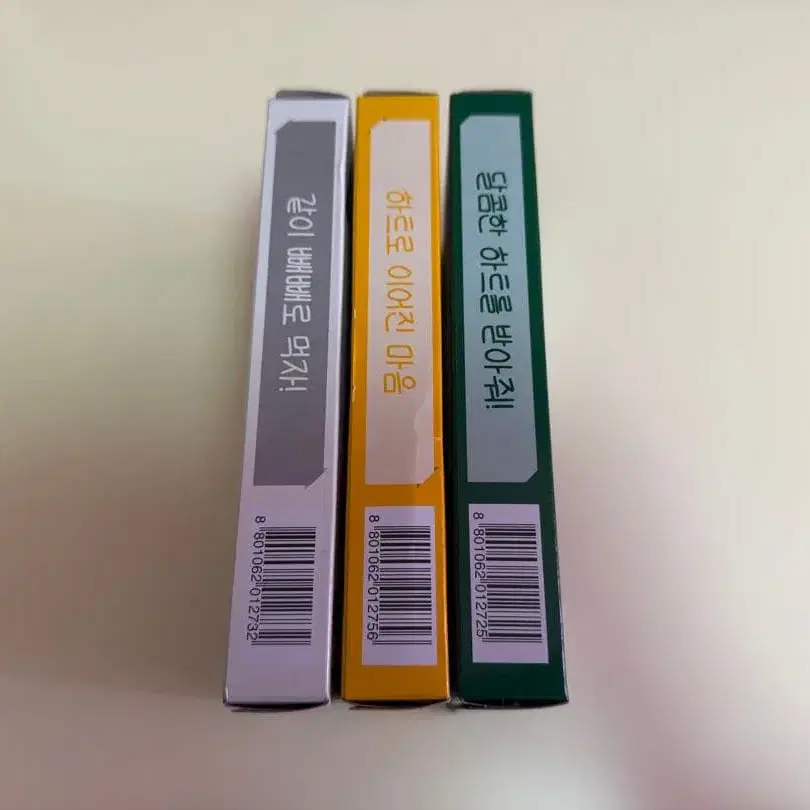 같이 빼빼로 먹자!
8 801062 012732
하트로 이어진 마음
8 801062 012756
달콤한 하트를 받아줘!
8 801062 012725